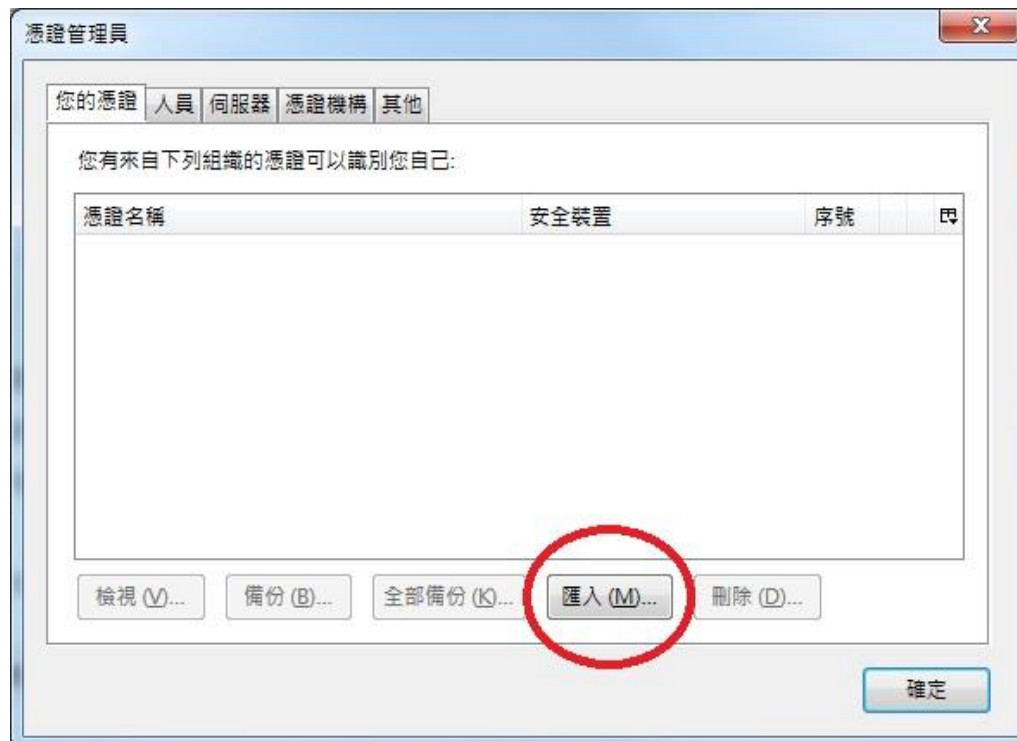 憑證管理員
您的憑證 人員 伺服器 憑證機構 其他
您有來自下列組織的憑證可以識別您自己:
憑證名稱 安全裝置 序號
檢視 (V)... 備份 (B)... 全部備份 (K)... 匯入 (M)... 刪除 (D)...
確定